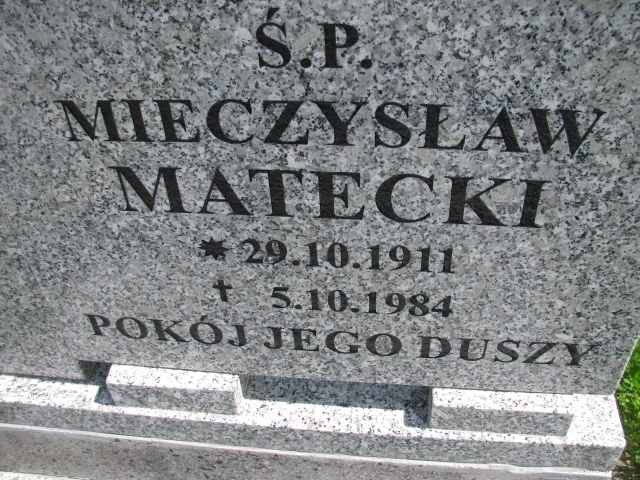 Ś.P.
MIECZYSŁAW
MATECKI
✷ 29.10.1911
† 5.10.1984
POKÓJ JEGO DUSZY